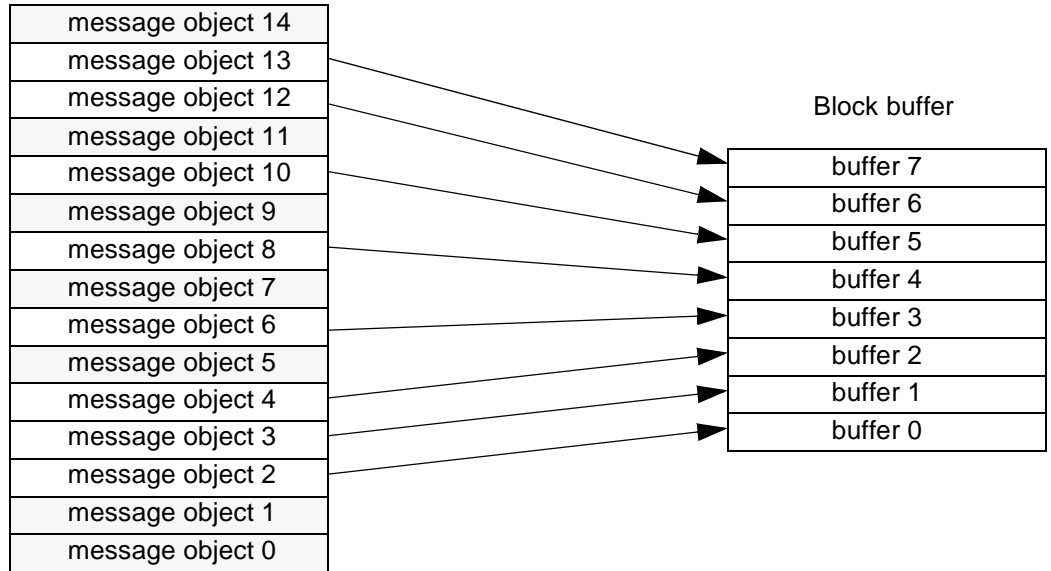 message object 14
message object 13
message object 12
message object 11
message object 10
message object 9
message object 8
message object 7
message object 6
message object 5
message object 4
message object 3
message object 2
message object 1
message object 0
Block buffer
buffer 7
buffer 6
buffer 5
buffer 4
buffer 3
buffer 2
buffer 1
buffer 0